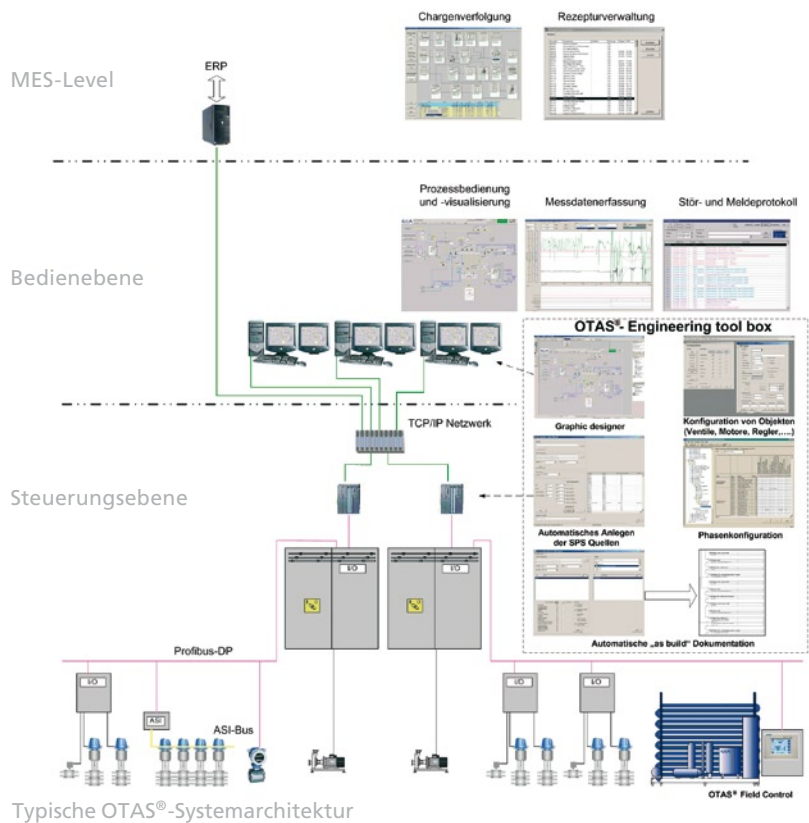 Chargenverfolgung
Rezepturverwaltung
MES-Level
ERP
Prozessbedienung
und -visualisierung
Messdatenerfassung
Stör- und Meldeprotokoll
Bedienebene
OTAS®- Engineering tool box
Graphic designer
Konfiguration von Objekten
(Ventile, Motore, Regler,.....)
TCP/IP Netzwerk
Steuerungsebene
Automatisches Anlegen
der SPS Quellen
Phasenkonfiguration
I/O
I/O
Automatische „as build“ Dokumentation
Profibus-DP
I/O
ASI
ASI-Bus
I/O
I/O
OTAS® Field Control
Typische OTAS®-Systemarchitektur